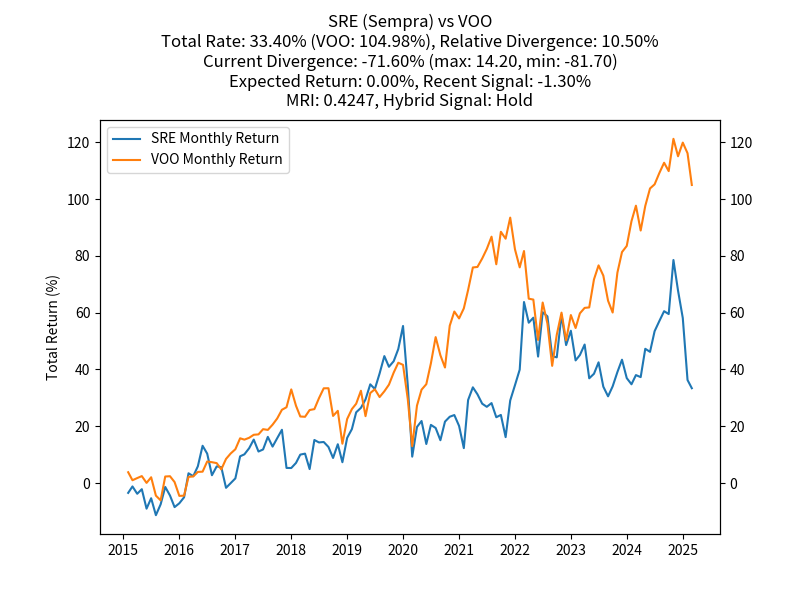 SRE (Sempra) vs VOO
Total Rate: 33.40% (VOO: 104.98%), Relative Divergence: 10.50%
Current Divergence: -71.60% (max: 14.20, min: -81.70)
Expected Return: 0.00%, Recent Signal: -1.30%
MRI: 0.4247, Hybrid Signal: Hold
SRE Monthly Return
VOO Monthly Return
Total Return (%)
120
100
80
60
40
20
0
120
100
80
60
40
20
0
2015 2016 2017 2018 2019 2020 2021 2022 2023 2024 2025